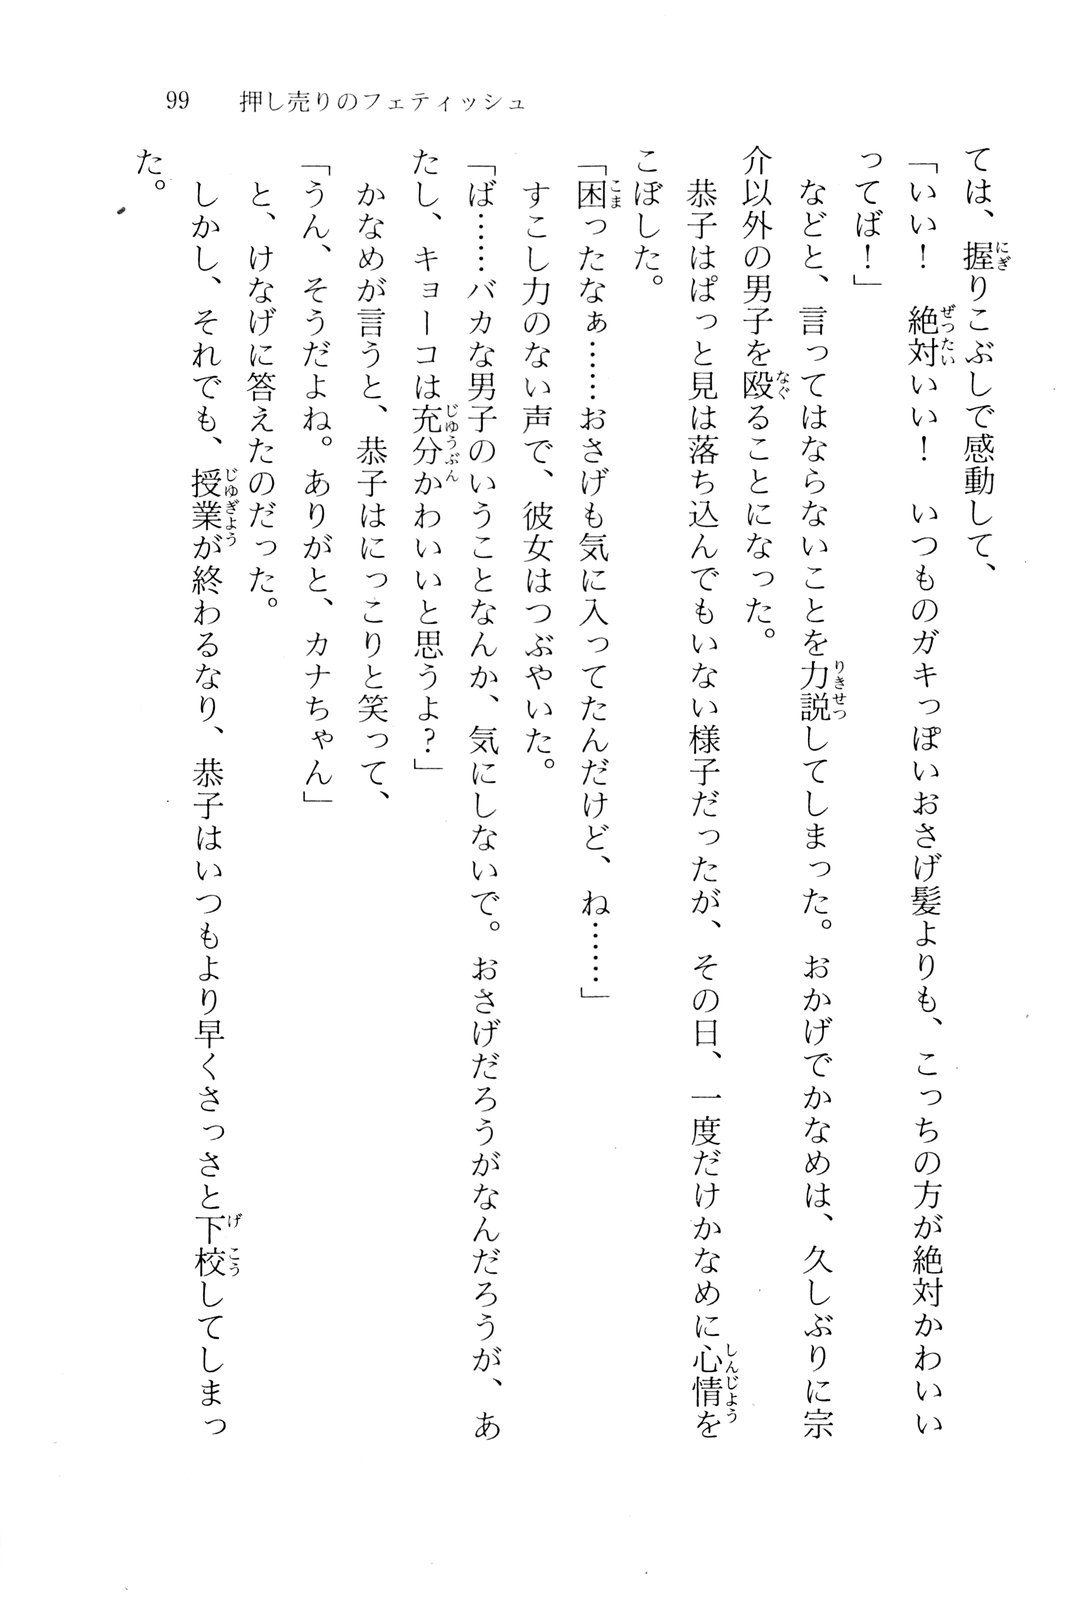 99　押し売りのフェティッシュ
ては、握りこぶしで感動して、
「いい！　絶対いい！　いつものガキっぽいおさげ髪よりも、こっちの方が絶対かわいい
ってば！」
　などと、言ってはならないことを力説してしまった。おかげでかなめは、久しぶりに宗
介以外の男子を殴ることになった。
　恭子はぱっと見は落ち込んでもいない様子だったが、その日、一度だけかなめに心情を
こぼした。
「困ったなぁ……おさげも気に入ってたんだけど、ね……」
　すこし力のない声で、彼女はつぶやいた。
「ば……バカな男子のいうことなんか、気にしないで。おさげだろうがなんだろうが、あ
たし、キョーコは充分かわいいと思うよ？」
　かなめが言うと、恭子はにっこりと笑って、
「うん、そうだよね。ありがと、カナちゃん」
　と、けなげに答えたのだった。
　しかし、それでも、授業が終わるなり、恭子はいつもより早くさっさと下校してしまっ
た。